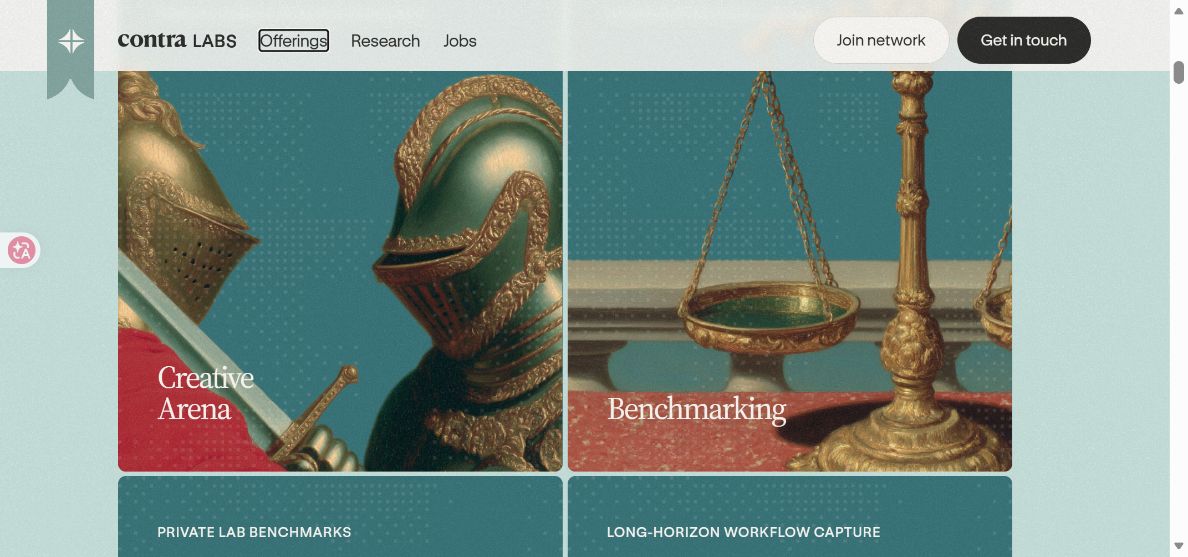 contra LABS
Offerings
Research
Jobs
Join network
Get in touch
Creative
Arena
Benchmarking
PRIVATE LAB BENCHMARKS
LONG-HORIZON WORKFLOW CAPTURE